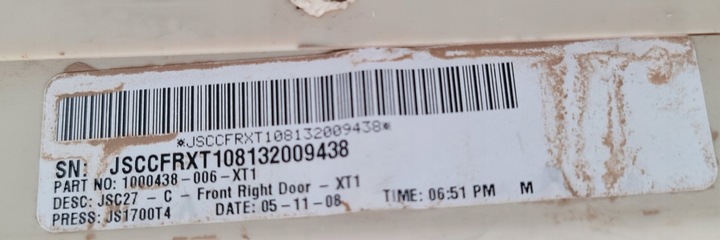 *JSCCFRXT108132009438*
SN: JSCCFRXT108132009438
PART NO: 1000438-006-XT1
DESC: JSC27 - C - Front Right Door - XT1
PRESS: JS1700T4 DATE: 05-11-08 TIME: 06:51 PM M